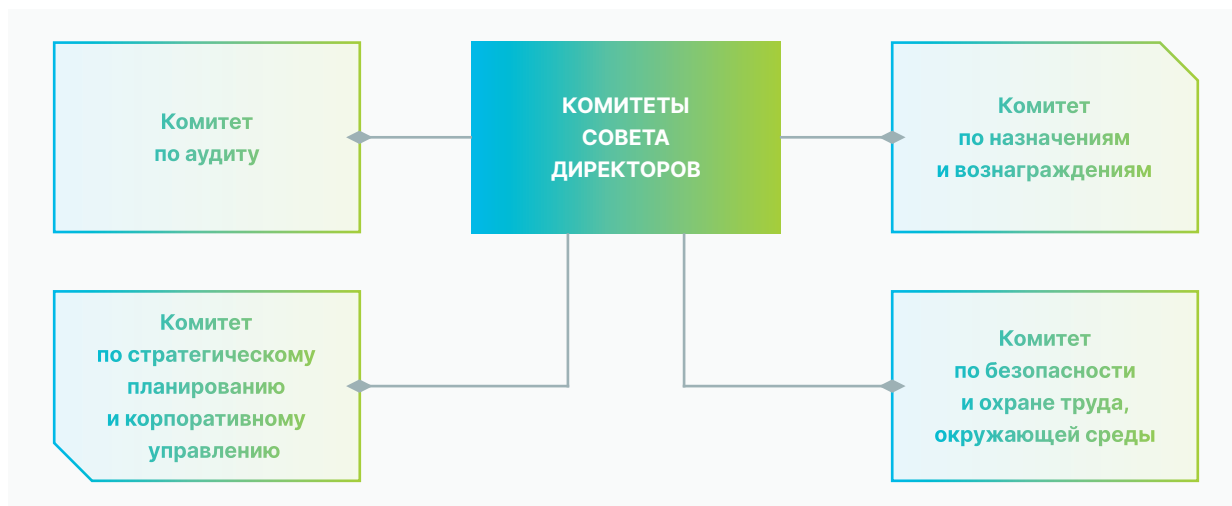 Комитет
по аудиту
КОМИТЕТЫ
СОВЕТА
ДИРЕКТОРОВ
Комитет
по назначениям
и вознаграждениям
Комитет
по стратегическому
планированию
и корпоративному
управлению
Комитет
по безопасности
и охране труда,
окружающей среды